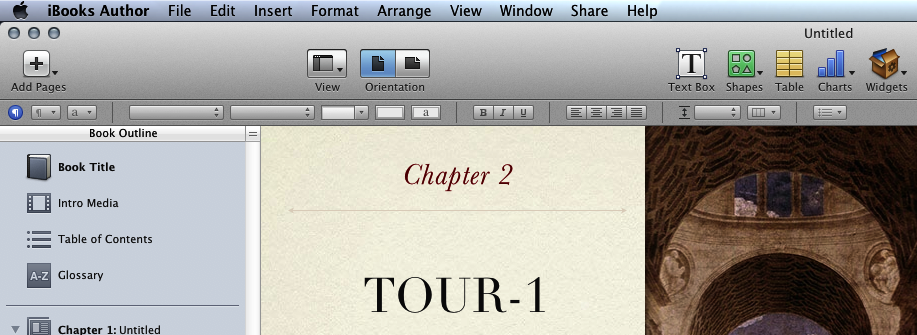 iBooks Author File Edit Insert Format Arrange View Window Share Help
Untitled
Add Pages View Orientation T Text Box Shapes Table Charts Widgets
¶ ¶ a a B I U
Book Outline
Book Title
Intro Media
Table of Contents
A-Z Glossary
Chapter 1: Untitled
Chapter 2
TOUR-1